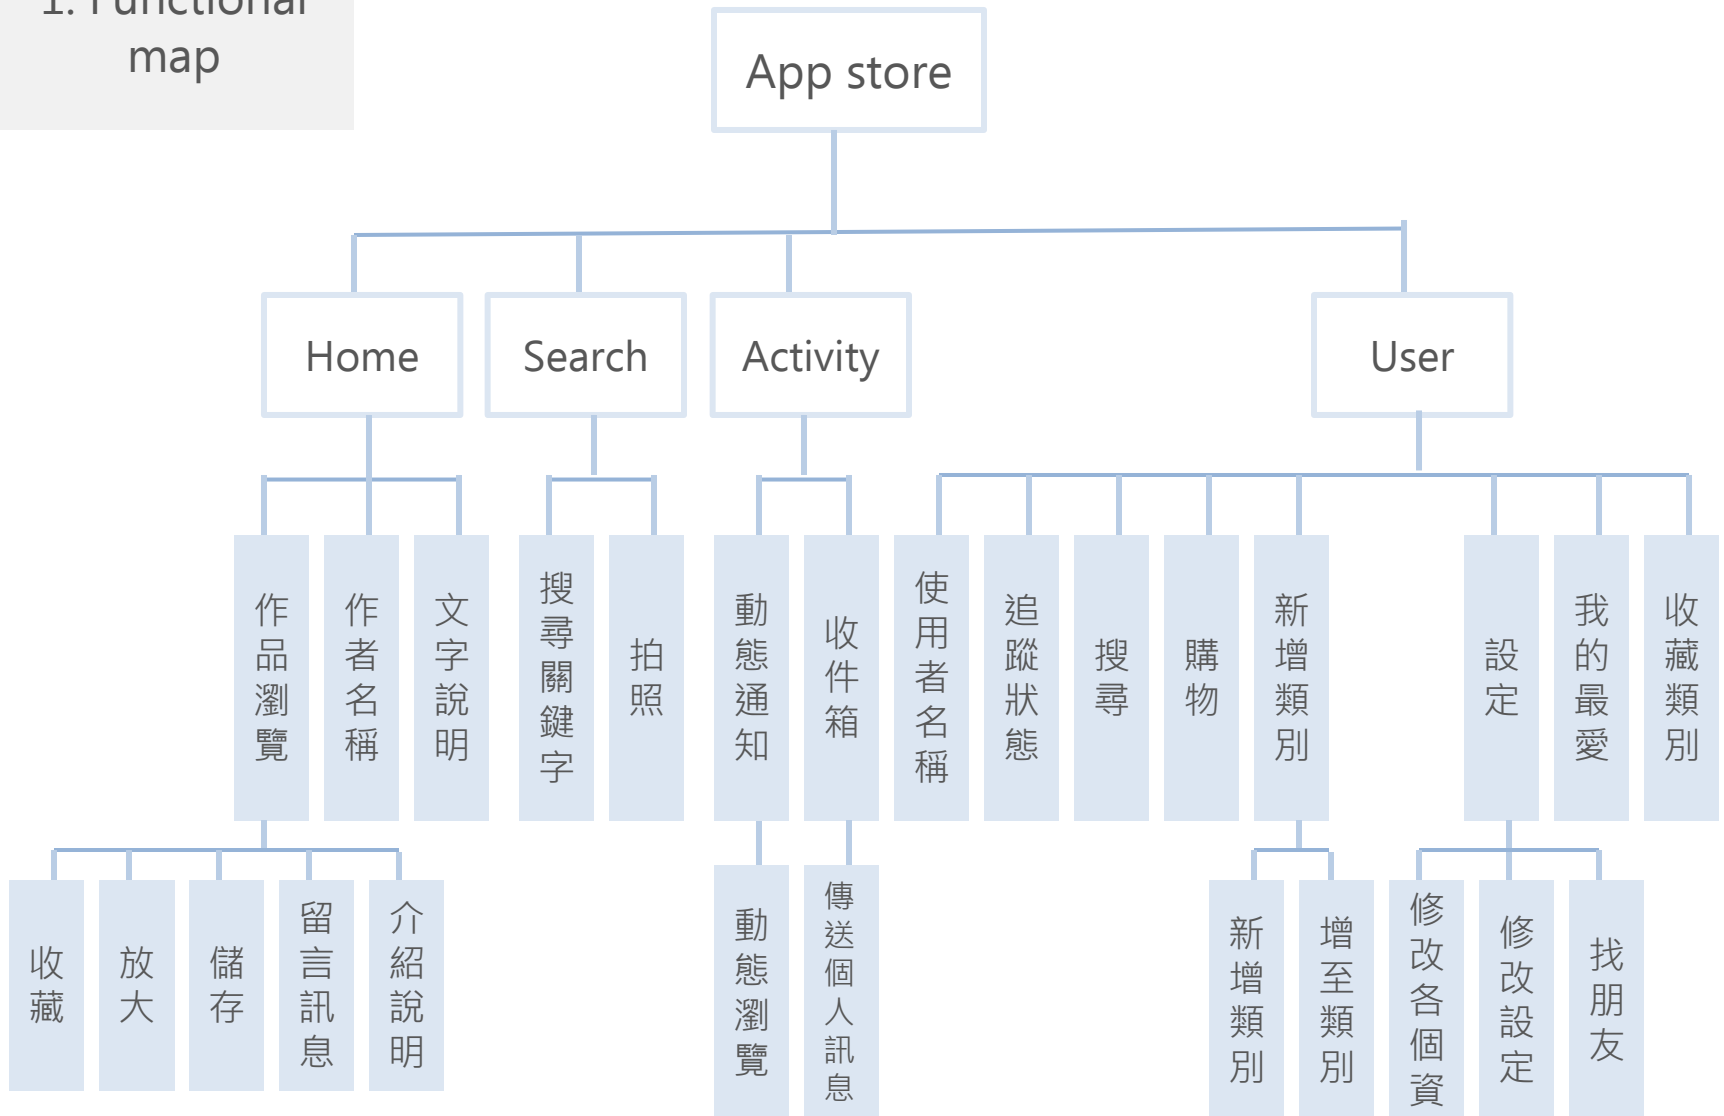 1. Functional
map
App store
Home
Search
Activity
User
作品瀏覽
作者名稱
文字說明
搜尋關鍵字
拍照
動態通知
收件箱
使用者名稱
追蹤狀態
搜尋
購物
新增類別
設定
我的最愛
收藏類別
收藏
放大
儲存
留言訊息
介紹說明
動態瀏覽
傳送個人訊息
新增類別
增至類別
修改各個資
修改設定
找朋友